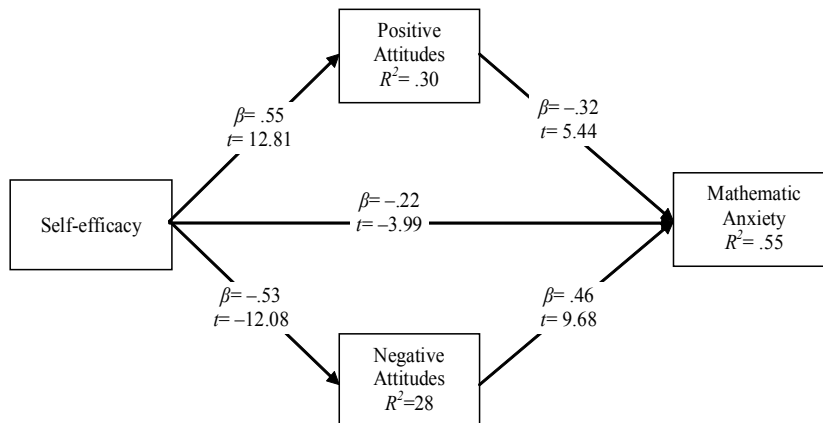 Positive
Attitudes
R²= .30
β= .55
t= 12.81
β= –.32
t= 5.44
Self-efficacy
β= –.22
t= –3.99
Mathematic
Anxiety
R²= .55
β= –.53
t= –12.08
β= .46
t= 9.68
Negative
Attitudes
R²=28